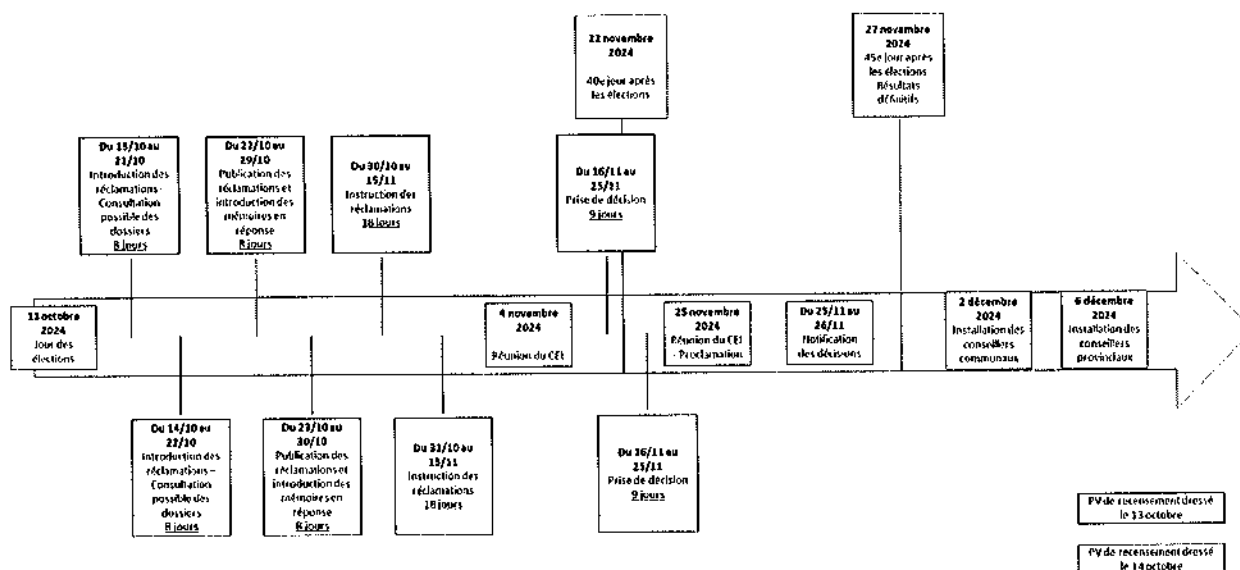 22 novembre
2024
40e jour après
les élections
27 novembre
2024
45e jour après
les élections
Résultats
définitifs
Du 13/10 au
21/10
Introduction des
réclamations -
Consultation
possible des
dossiers
8 jours
Du 22/10 au
29/10
Publication des
réclamations et
introduction des
mémoires en
réponse
8 jours
Du 30/10 au
15/11
Instruction des
réclamations
18 jours
Du 16/11 au
25/11
Prise de décision
9 jours
13 octobre
2024
Jour des
élections
4 novembre
2024
Réunion du CEL
25 novembre
2024
Réunion du CEL
- Proclamation
Du 25/11 au
26/11
Notification
des décisions
2 décembre
2024
Installation des
conseillers
communaux
6 décembre
2024
Installation des
conseillers
provinciaux
Du 14/10 au
22/10
Introduction des
réclamations –
Consultation
possible des
dossiers
8 jours
Du 23/10 au
30/10
Publication des
réclamations et
introduction des
mémoires en
réponse
8 jours
Du 31/10 au
15/11
Instruction des
réclamations
18 jours
Du 16/11 au
25/11
Prise de décision
9 jours
PV de recensement dressé
le 13 octobre
PV de recensement dressé
le 14 octobre